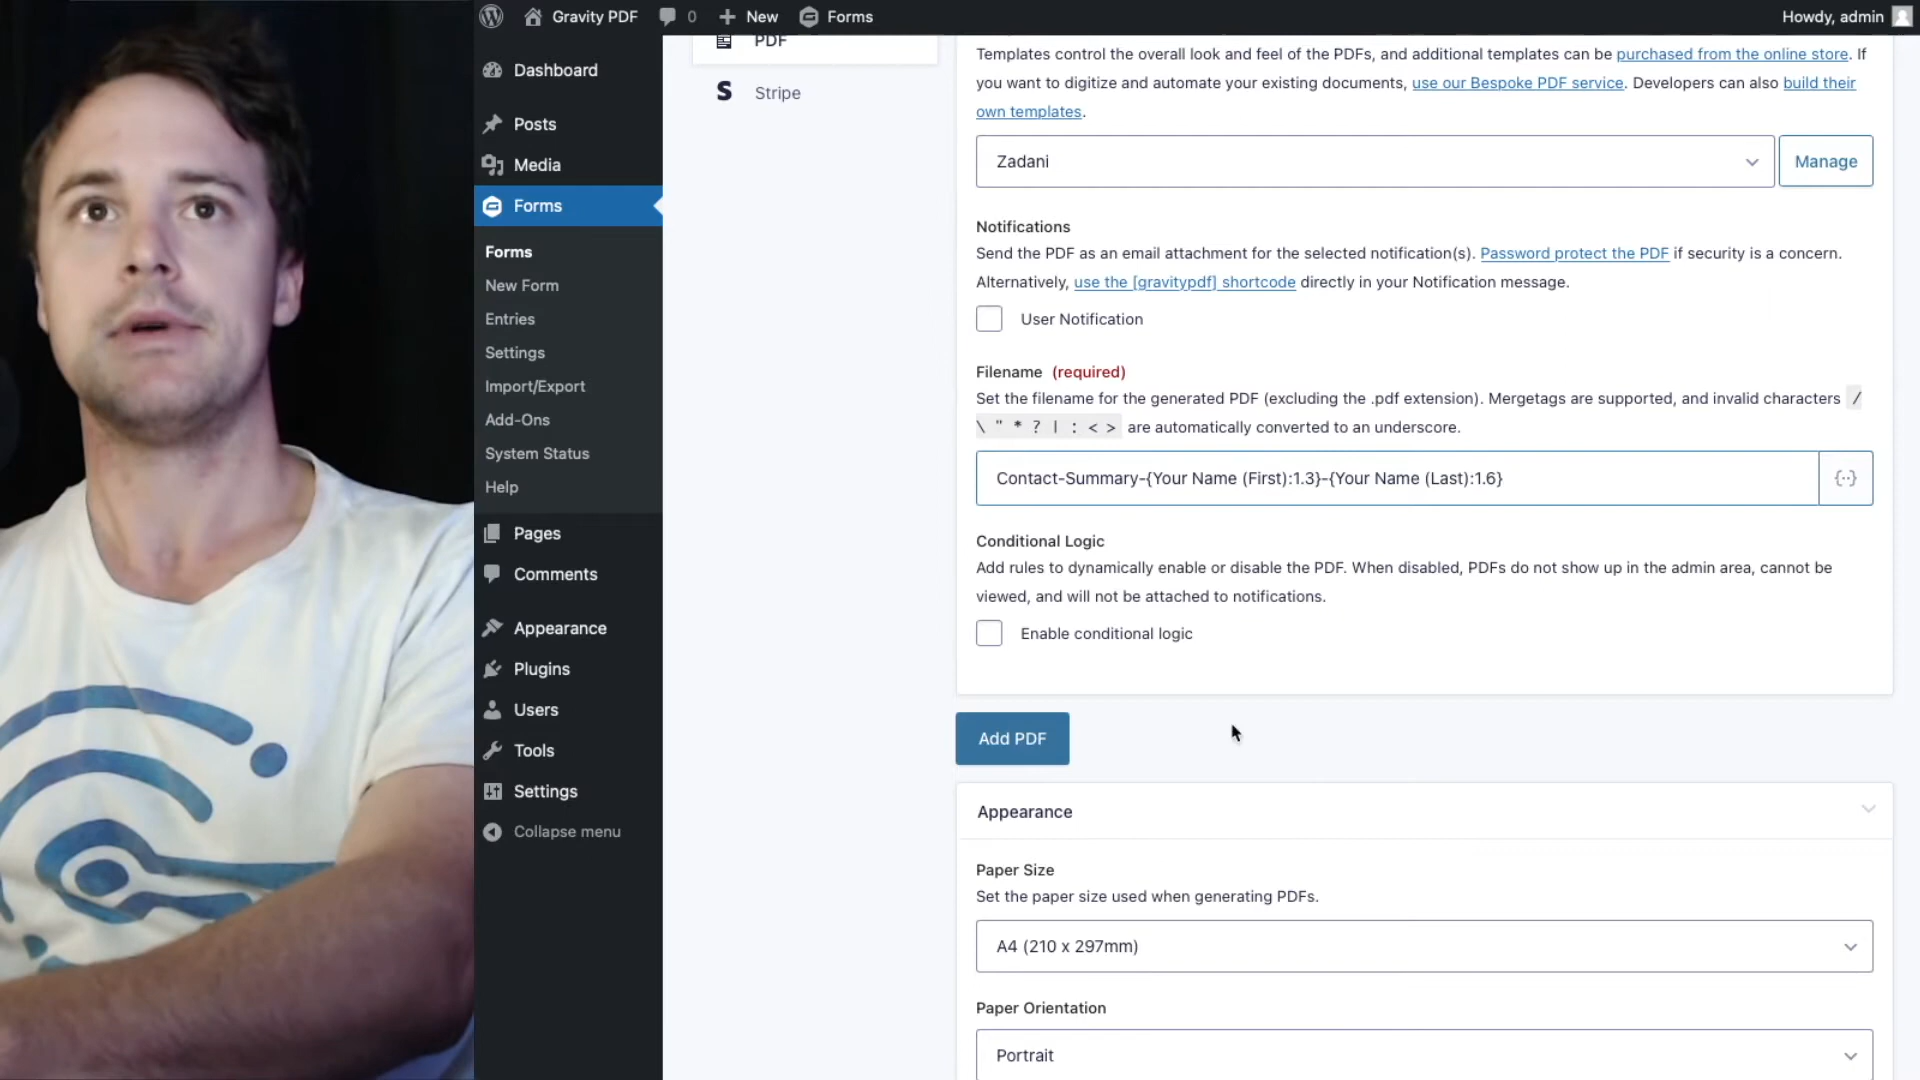 Gravity PDF
0
New
Forms
Howdy, admin
Dashboard
Posts
Media
Forms
Forms
New Form
Entries
Settings
Import/Export
Add-Ons
System Status
Help
Pages
Comments
Appearance
Plugins
Users
Tools
Settings
Collapse menu
PDF
Stripe
Templates control the overall look and feel of the PDFs, and additional templates can be purchased from the online store. If
you want to digitize and automate your existing documents, use our Bespoke PDF service. Developers can also build their
own templates.
Zadani
Manage
Notifications
Send the PDF as an email attachment for the selected notification(s). Password protect the PDF if security is a concern.
Alternatively, use the [gravitypdf] shortcode directly in your Notification message.
User Notification
Filename (required)
Set the filename for the generated PDF (excluding the .pdf extension). Mergetags are supported, and invalid characters /
\ " * ? | : < > are automatically converted to an underscore.
Contact-Summary-{Your Name (First):1.3}-{Your Name (Last):1.6}
{··}
Conditional Logic
Add rules to dynamically enable or disable the PDF. When disabled, PDFs do not show up in the admin area, cannot be
viewed, and will not be attached to notifications.
Enable conditional logic
Add PDF
Appearance
Paper Size
Set the paper size used when generating PDFs.
A4 (210 x 297mm)
Paper Orientation
Portrait